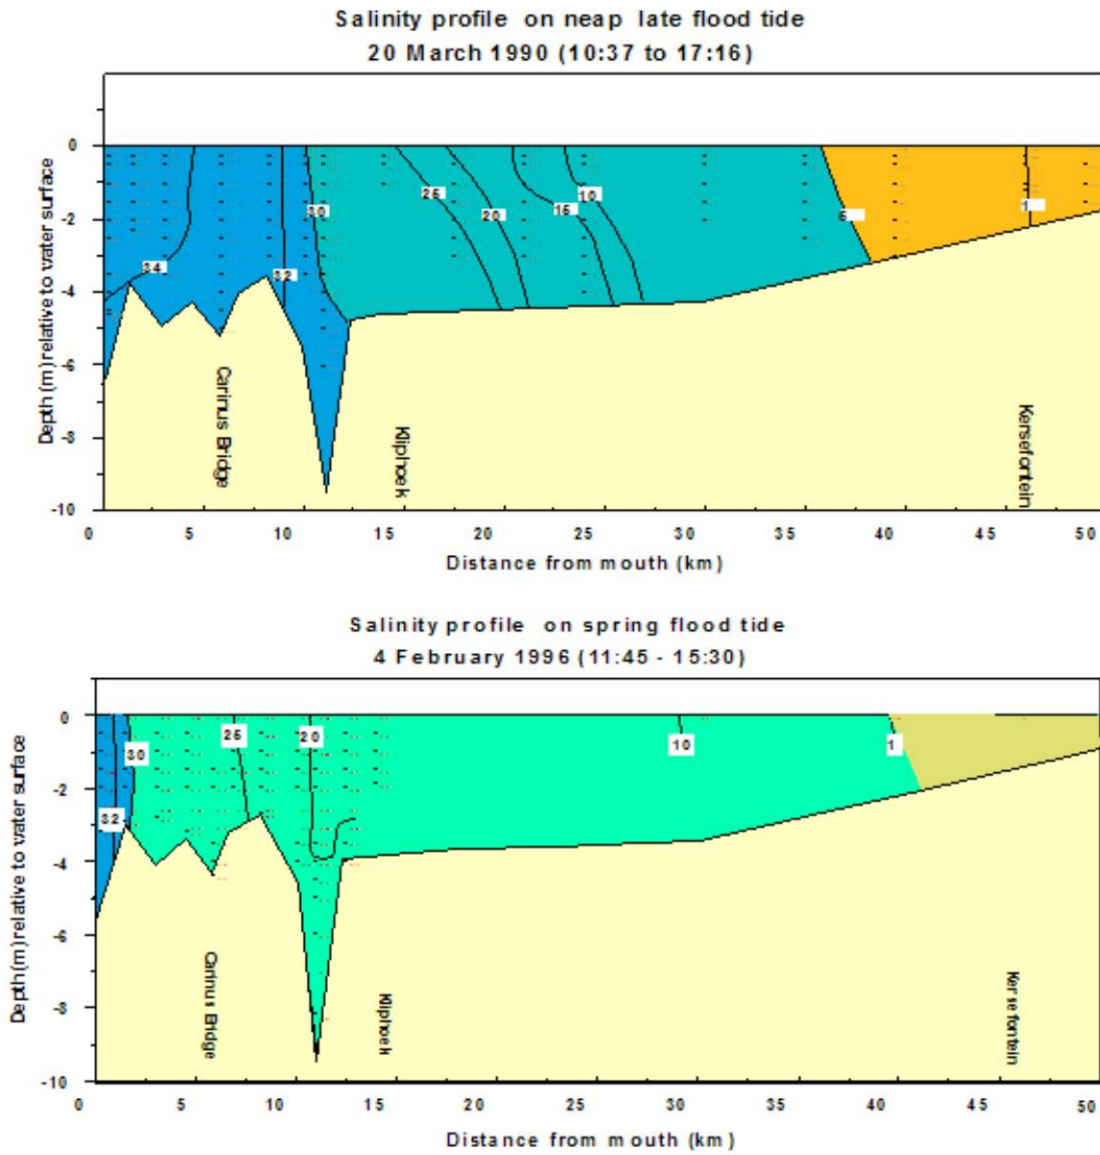 Salinity profile on neap late flood tide
20 March 1990 (10:37 to 17:16)
Depth (m) relative to water surface
0
-2
-4
-6
-8
-10
34
32
30
25
20
15
10
5
1
Carinus Bridge
Kliphoek
Kersefontein
0 5 10 15 20 25 30 35 40 45 50
Distance from mouth (km)
Salinity profile on spring flood tide
4 February 1996 (11:45 - 15:30)
Depth (m) relative to water surface
0
-2
-4
-6
-8
-10
32
30
25
20
10
1
Carinus Bridge
Kliphoek
Kersefontein
0 5 10 15 20 25 30 35 40 45 50
Distance from mouth (km)